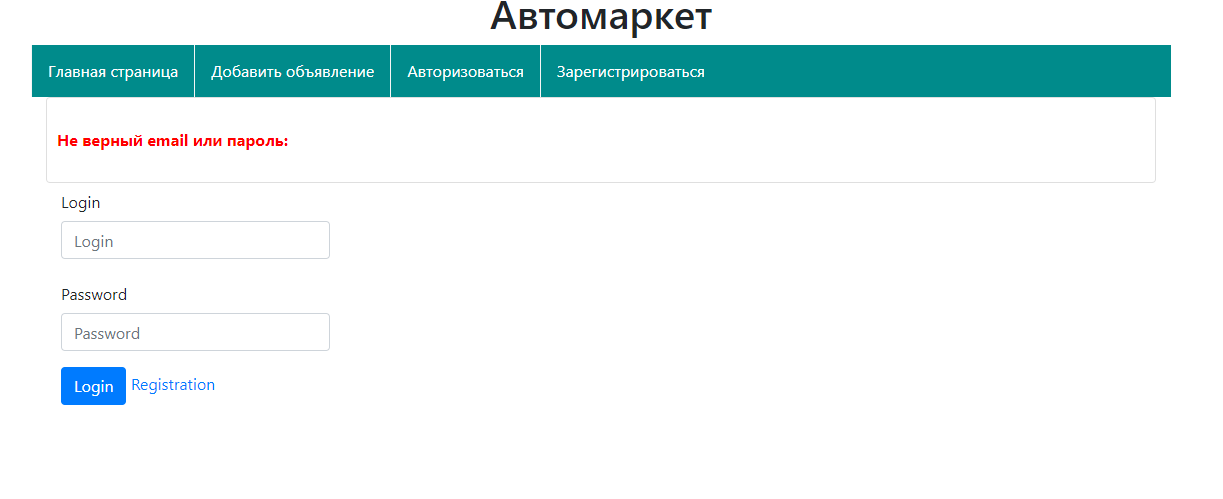 Автомаркет
Главная страница Добавить объявление Авторизоваться Зарегистрироваться
Не верный email или пароль:
Login
Login
Password
Password
Login Registration